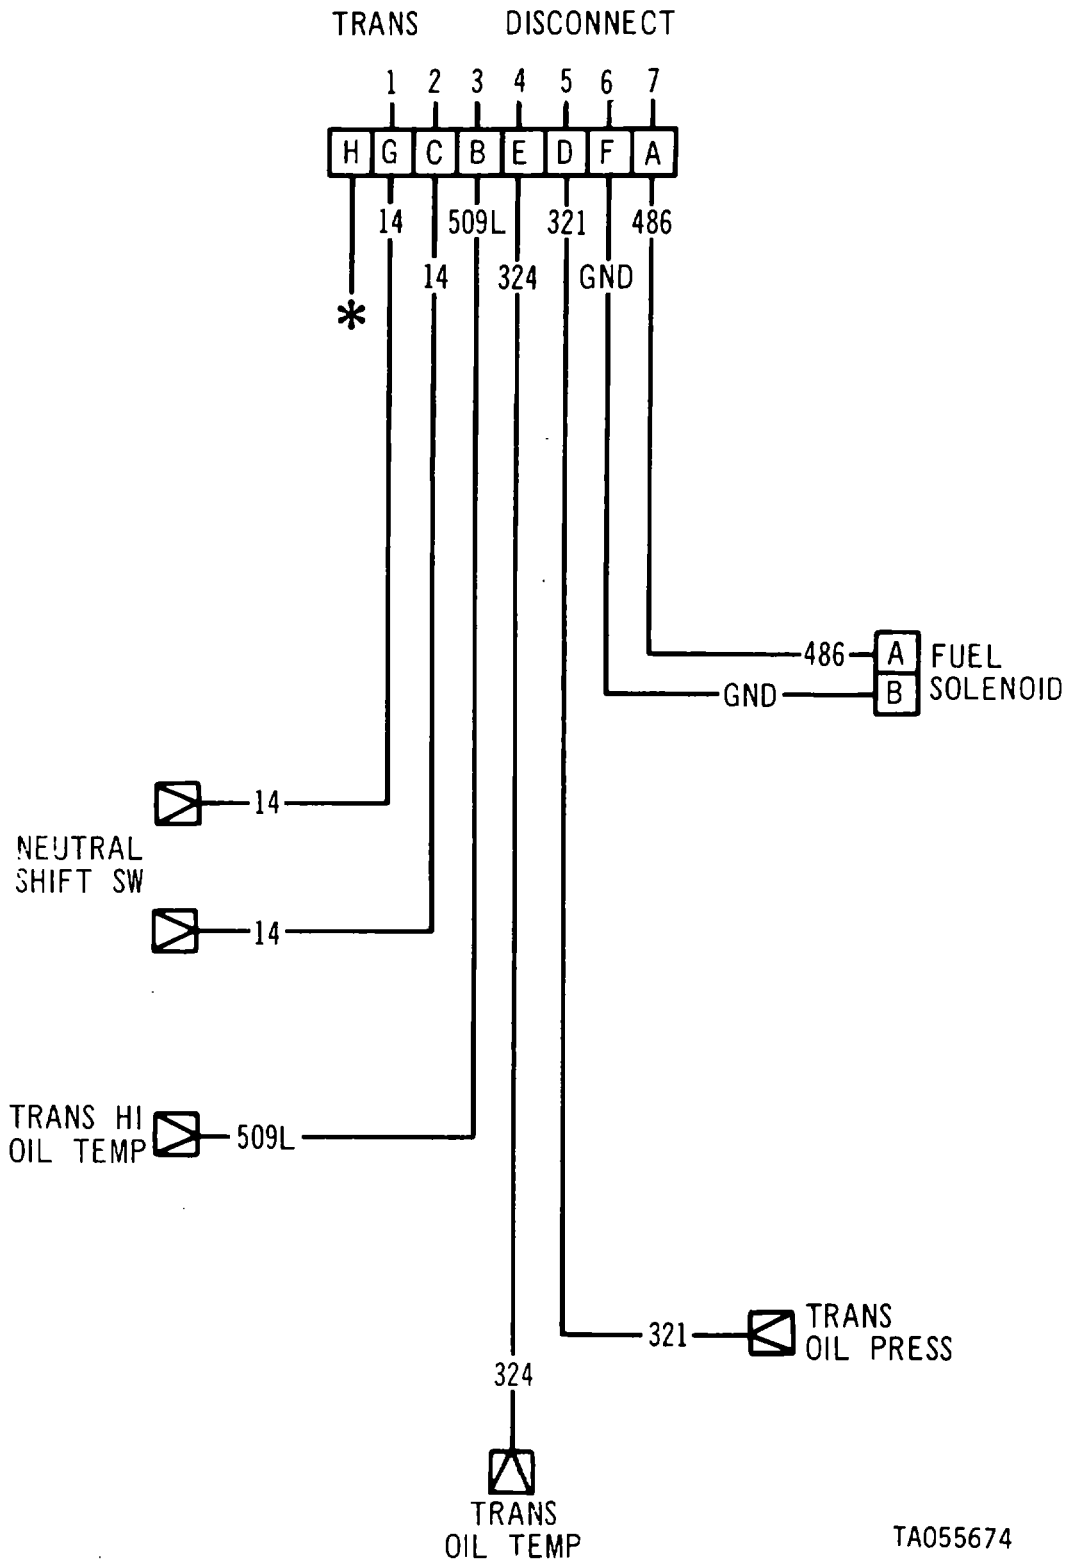 TRANS DISCONNECT
1 2 3 4 5 6 7
H G C B E D F A
14 509L 321 486
14 324 GND
*
486 A FUEL
GND B SOLENOID
14
NEUTRAL
SHIFT SW
14
TRANS HI
OIL TEMP
509L
321
TRANS
OIL PRESS
324
TRANS
OIL TEMP
TA055674